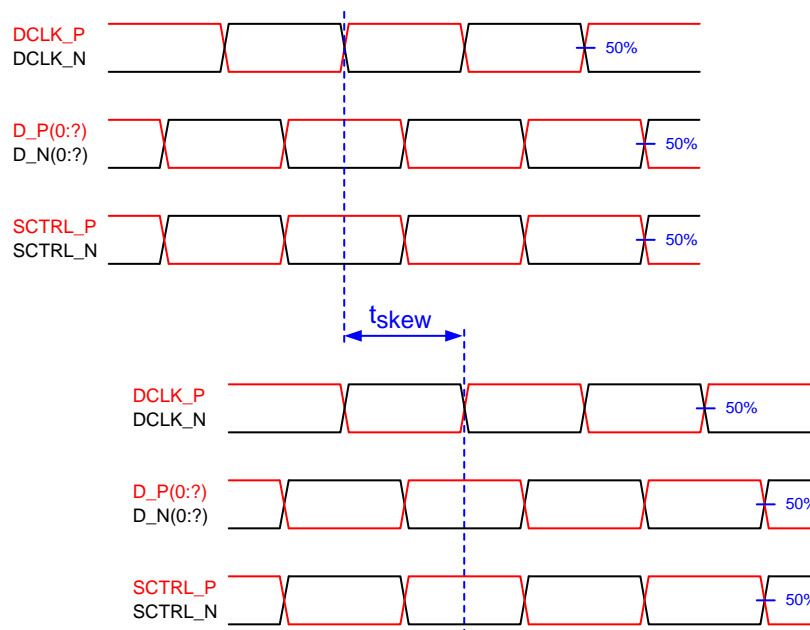 DCLK_P
DCLK_N
50%
D_P(0:?)
D_N(0:?)
50%
SCTRL_P
SCTRL_N
50%
tskew
DCLK_P
DCLK_N
50%
D_P(0:?)
D_N(0:?)
50%
SCTRL_P
SCTRL_N
50%